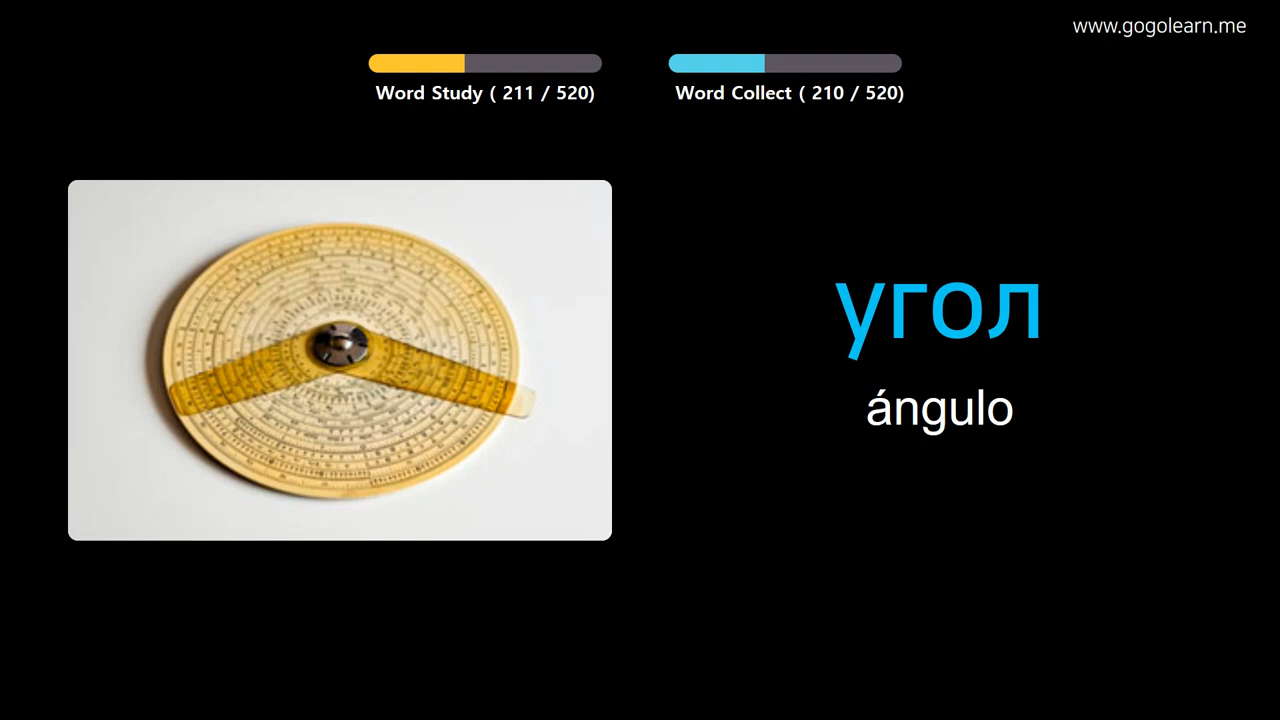 www.gogolearn.me
Word Study ( 211 / 520)
Word Collect ( 210 / 520)
угол
ángulo